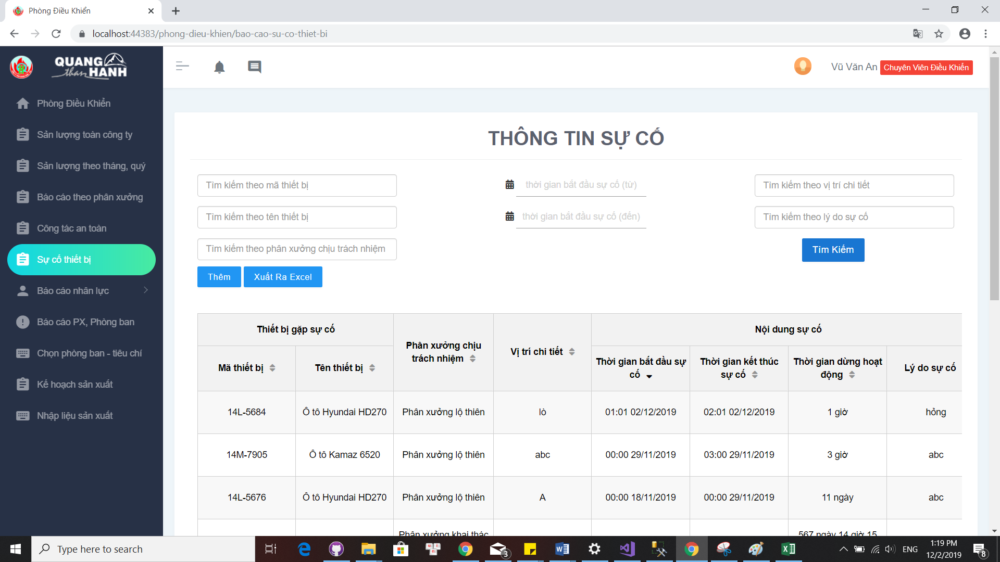 Phòng Điều Khiển
localhost:44383/phong-dieu-khien/bao-cao-su-co-thiet-bi
QUANG HANH
than
Vũ Văn An Chuyên Viên Điều Khiển
Phòng Điều Khiển
Sản lượng toàn công ty
Sản lượng theo tháng, quý
Báo cáo theo phân xưởng
Công tác an toàn
Sự cố thiết bị
Báo cáo nhân lực
Báo cáo PX, Phòng ban
Chọn phòng ban - tiêu chí
Kế hoạch sản xuất
Nhập liệu sản xuất
THÔNG TIN SỰ CỐ
Tìm kiếm theo mã thiết bị
thời gian bắt đầu sự cố (từ)
Tìm kiếm theo vị trí chi tiết
Tìm kiếm theo tên thiết bị
thời gian bắt đầu sự cố (đến)
Tìm kiếm theo lý do sự cố
Tìm kiếm theo phân xưởng chịu trách nhiệm
Tìm Kiếm
Thêm
Xuất Ra Excel
Thiết bị gặp sự cố
Phân xưởng chịu
trách nhiệm
Vị trí chi tiết
Nội dung sự cố
Mã thiết bị
Tên thiết bị
Thời gian bắt đầu sự
cố
Thời gian kết thúc
sự cố
Thời gian dừng hoạt
động
Lý do sự cố
14L-5684 Ô tô Hyundai HD270 Phân xưởng lộ thiên lò 01:01 02/12/2019 02:01 02/12/2019 1 giờ hỏng
14M-7905 Ô tô Kamaz 6520 Phân xưởng lộ thiên abc 00:00 29/11/2019 03:00 29/11/2019 3 giờ abc
14L-5676 Ô tô Hyundai HD270 Phân xưởng lộ thiên A 00:00 18/11/2019 00:00 29/11/2019 11 ngày abc
Phân xưởng khai thác 567 ngày 14 giờ 15
Type here to search
3
ENG
1:19 PM
12/2/2019
8